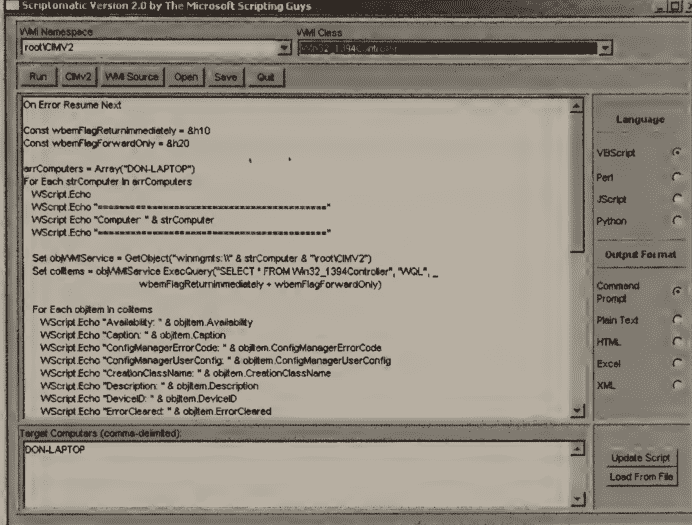 Scriptomatic Version 2.0 by The Microsoft Scripting Guys
WMI Namespace
WMI Class
root\CIMV2
Win32_1394Controller
Run
CIMv2
WMI Source
Open
Save
Quit
On Error Resume Next
Const wbemFlagReturnImmediately = &h10
Const wbemFlagForwardOnly = &h20
arrComputers = Array("DON-LAPTOP")
For Each strComputer In arrComputers
WScript.Echo
WScript.Echo "=========================================="
WScript.Echo "Computer: " & strComputer
WScript.Echo "=========================================="
Set objWMIService = GetObject("winmgmts:\\" & strComputer & "\root\CIMV2")
Set colItems = objWMIService.ExecQuery("SELECT * FROM Win32_1394Controller", "WQL", _
wbemFlagReturnImmediately + wbemFlagForwardOnly)
For Each objItem In colItems
WScript.Echo "Availability: " & objItem.Availability
WScript.Echo "Caption: " & objItem.Caption
WScript.Echo "ConfigManagerErrorCode: " & objItem.ConfigManagerErrorCode
WScript.Echo "ConfigManagerUserConfig: " & objItem.ConfigManagerUserConfig
WScript.Echo "CreationClassName: " & objItem.CreationClassName
WScript.Echo "Description: " & objItem.Description
WScript.Echo "DeviceID: " & objItem.DeviceID
WScript.Echo "ErrorCleared: " & objItem.ErrorCleared
Language
VBScript
Perl
JScript
Python
Output Format
Command
Prompt
Plain Text
HTML
Excel
XML
Target Computers (comma-delimited):
DON-LAPTOP
Update Script
Load From File